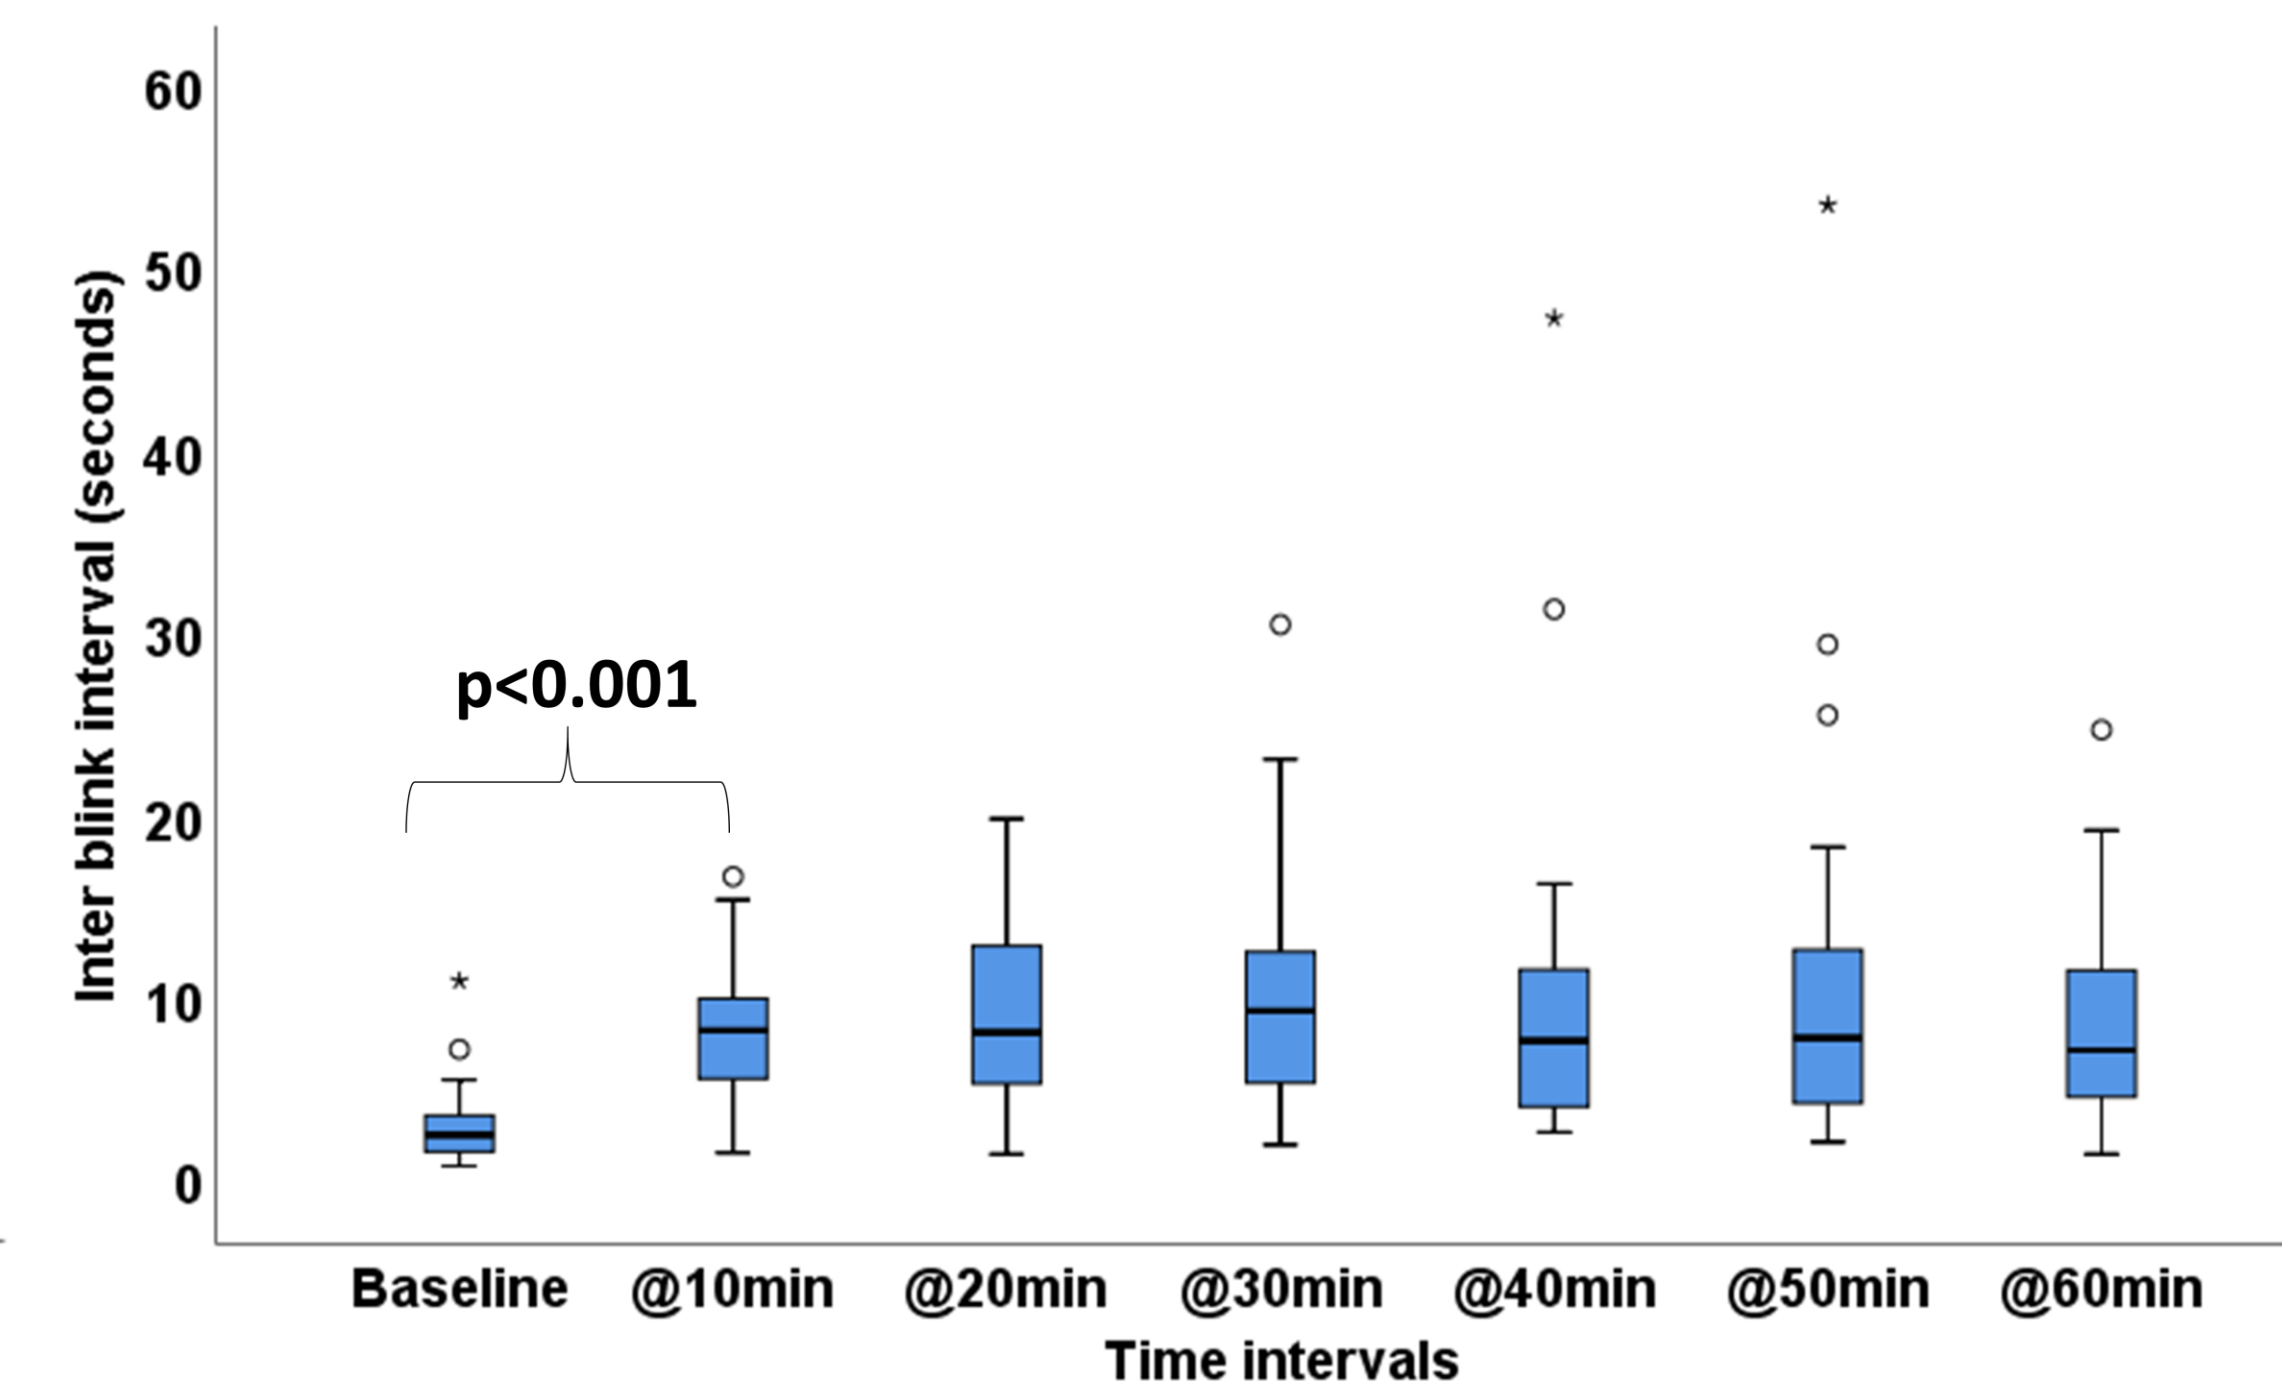 60
50
40
30
20
10
0
Inter blink interval (seconds)
p<0.001
Baseline @10min @20min @30min @40min @50min @60min
Time intervals